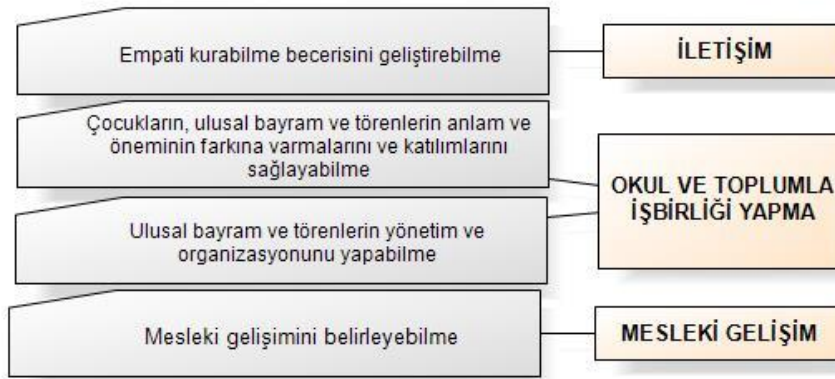 Empati kurabilme becerisini geliştirebilme
İLETİŞİM
Çocukların, ulusal bayram ve törenlerin anlam ve
öneminin farkına varmalarını ve katılımlarını
sağlayabilme
OKUL VE TOPLUMLA
İŞBİRLİĞİ YAPMA
Ulusal bayram ve törenlerin yönetim ve
organizasyonunu yapabilme
Mesleki gelişimini belirleyebilme
MESLEKİ GELİŞİM